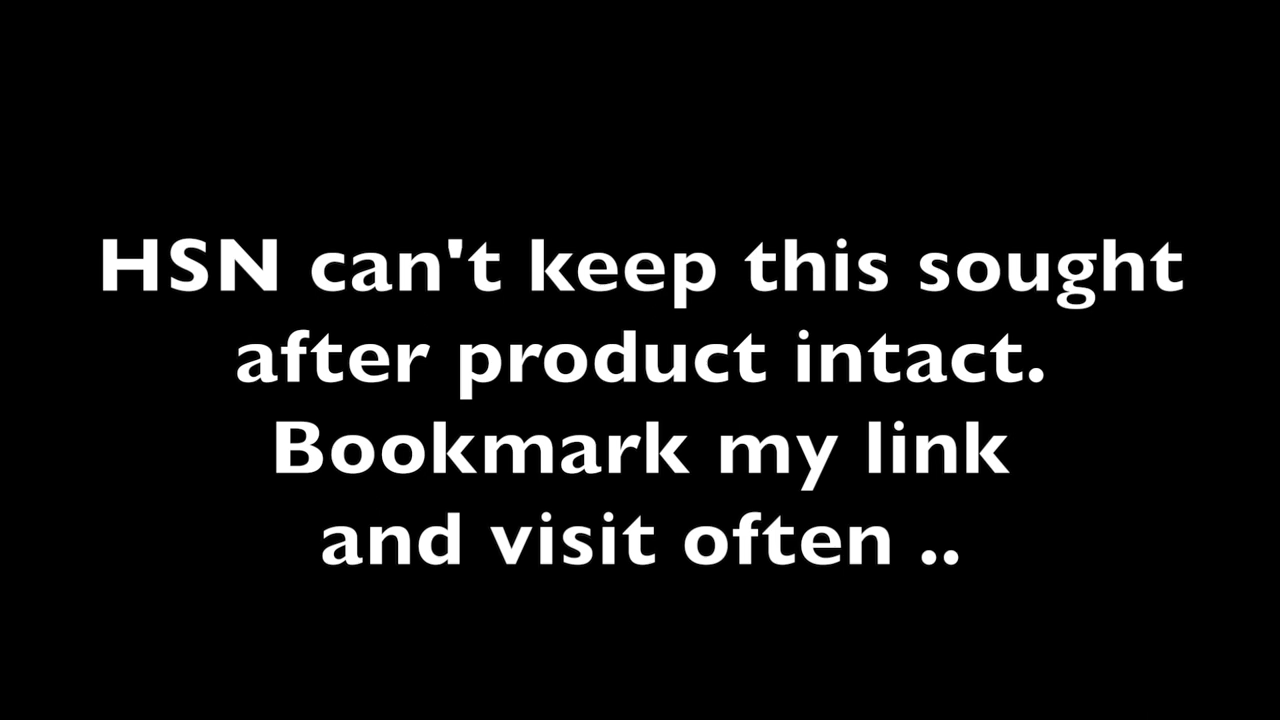 HSN can't keep this sought
after product intact.
Bookmark my link
and visit often ..